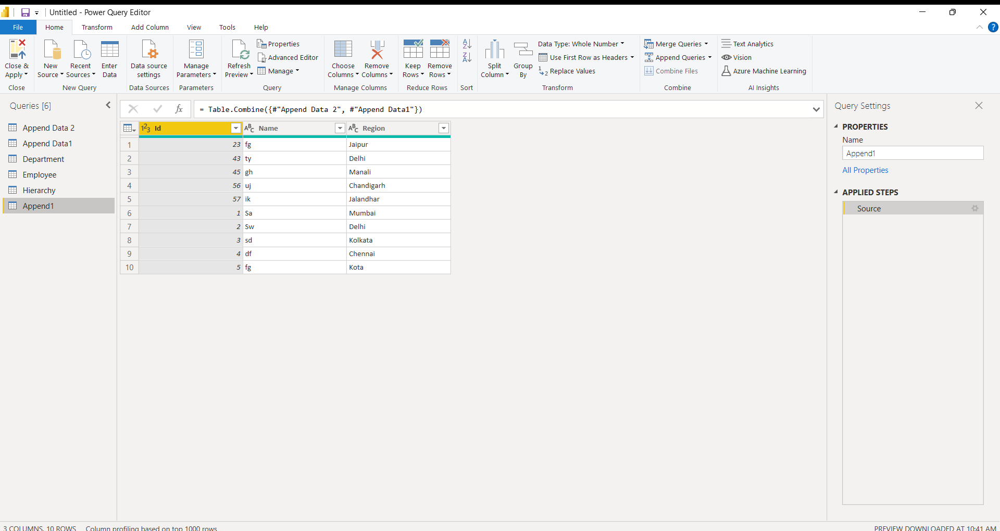 Untitled - Power Query Editor
File Home Transform Add Column View Tools Help
Close & Apply
New Source
Recent Sources
Enter Data
Data source settings
Manage Parameters
Refresh Preview
Properties
Advanced Editor
Manage
Choose Columns
Remove Columns
Keep Rows
Remove Rows
Split Column
Group By
Data Type: Whole Number
Use First Row as Headers
Replace Values
Merge Queries
Append Queries
Combine Files
Text Analytics
Vision
Azure Machine Learning
Close New Query Data Sources Parameters Query Manage Columns Reduce Rows Sort Transform Combine AI Insights
Queries [6]
Append Data 2
Append Data1
Department
Employee
Hierarchy
Append1
fx = Table.Combine({#"Append Data 2", #"Append Data1"})
123 Id ABC Name ABC Region
1 23 fg Jaipur
2 43 ty Delhi
3 45 gh Manali
4 56 uj Chandigarh
5 57 ik Jalandhar
6 1 Sa Mumbai
7 2 Sw Delhi
8 3 sd Kolkata
9 4 df Chennai
10 5 fg Kota
Query Settings
PROPERTIES
Name
Append1
All Properties
APPLIED STEPS
Source
3 COLUMNS, 10 ROWS Column profiling based on top 1000 rows
PREVIEW DOWNLOADED AT 10:41 AM